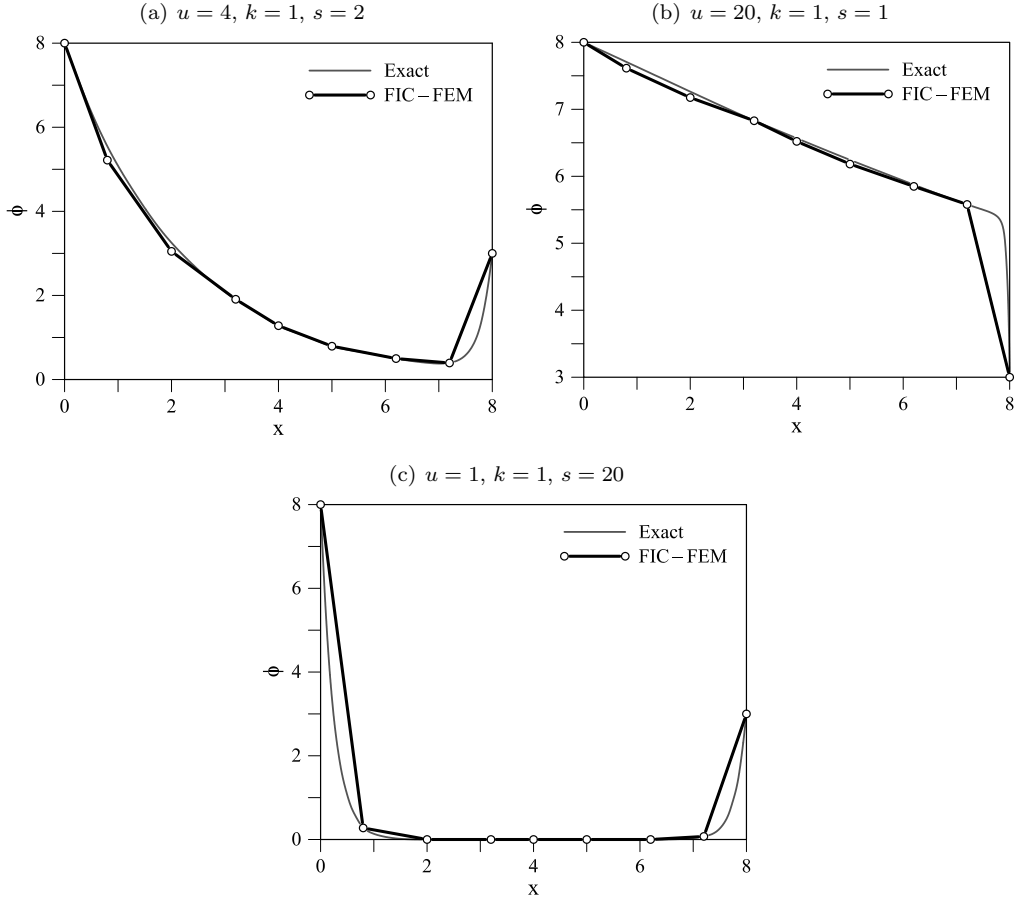 (a) u = 4, k = 1, s = 2
8
6
4
2
0
ϕ
0 2 4 6 8
x
Exact
FIC−FEM
(b) u = 20, k = 1, s = 1
8
7
6
5
4
3
ϕ
0 2 4 6 8
x
Exact
FIC−FEM
(c) u = 1, k = 1, s = 20
8
6
4
2
0
ϕ
0 2 4 6 8
x
Exact
FIC−FEM